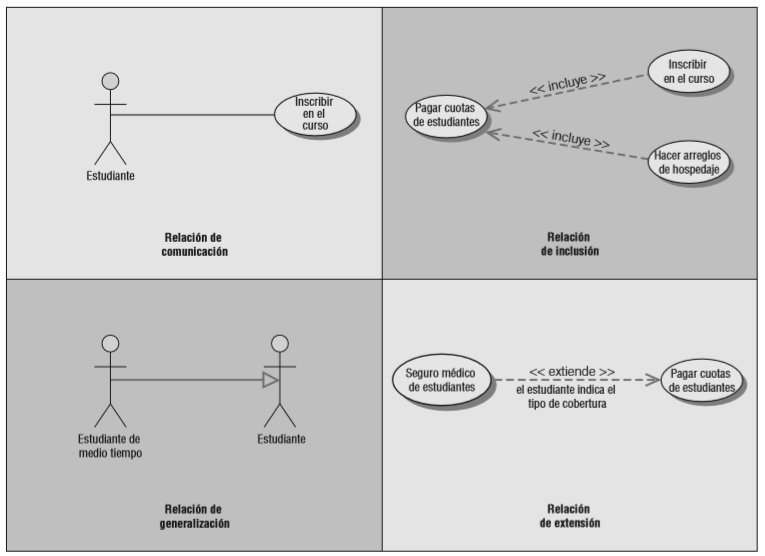 Inscribir
en el
curso
Estudiante
Relación de
comunicación
Inscribir
en el curso
<< incluye >>
Pagar cuotas
de estudiantes
<< incluye >>
Hacer arreglos
de hospedaje
Relación
de inclusión
Estudiante de
medio tiempo
Estudiante
Relación de
generalización
Seguro médico
de estudiantes
<< extiende >>
el estudiante indica el
tipo de cobertura
Pagar cuotas
de estudiantes
Relación
de extensión